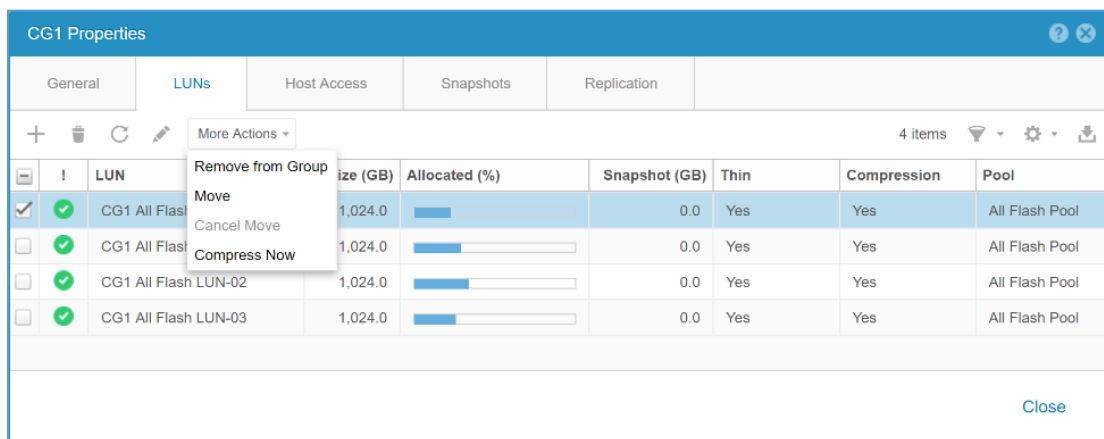 CG1 Properties
General LUNs Host Access Snapshots Replication
More Actions 4 items
! LUN ize (GB) Allocated (%) Snapshot (GB) Thin Compression Pool
Remove from Group
Move
Cancel Move
Compress Now
CG1 All Flas 1,024.0 0.0 Yes Yes All Flash Pool
CG1 All Flas 1,024.0 0.0 Yes Yes All Flash Pool
CG1 All Flash LUN-02 1,024.0 0.0 Yes Yes All Flash Pool
CG1 All Flash LUN-03 1,024.0 0.0 Yes Yes All Flash Pool
Close